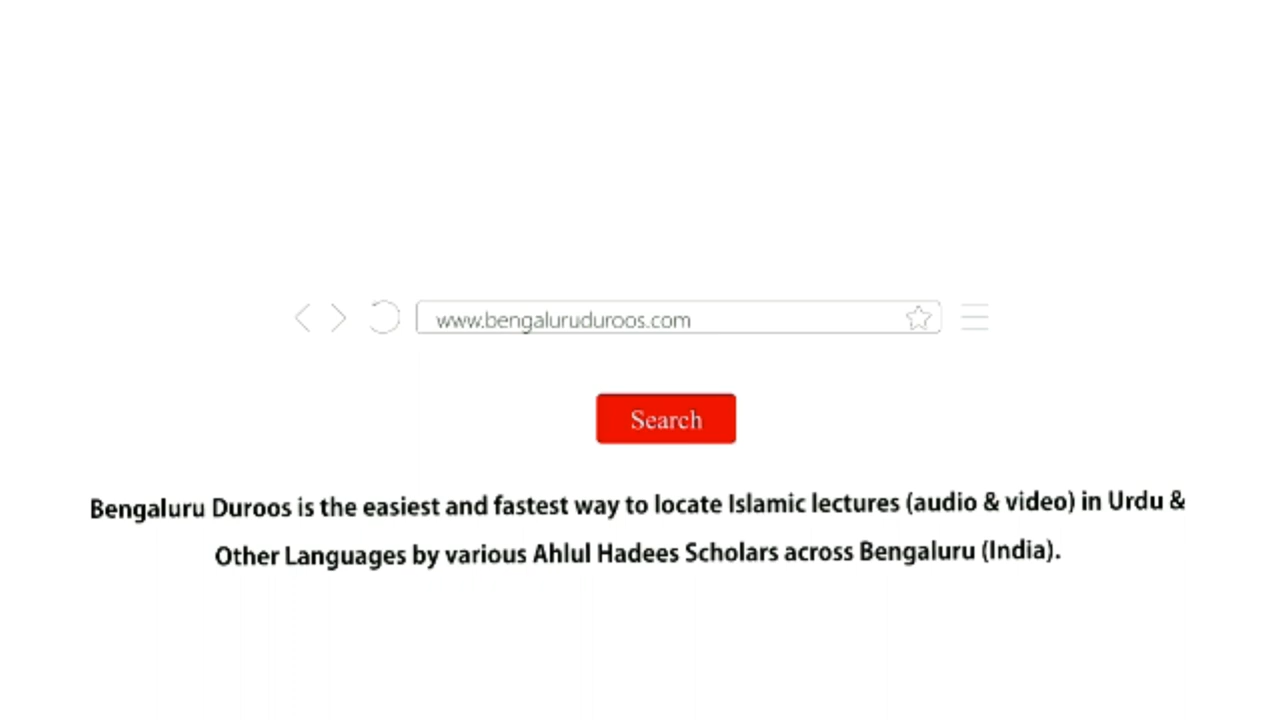 www.bengaluruduroos.com
Search
Bengaluru Duroos is the easiest and fastest way to locate Islamic lectures (audio & video) in Urdu &
Other Languages by various Ahlul Hadees Scholars across Bengaluru (India).